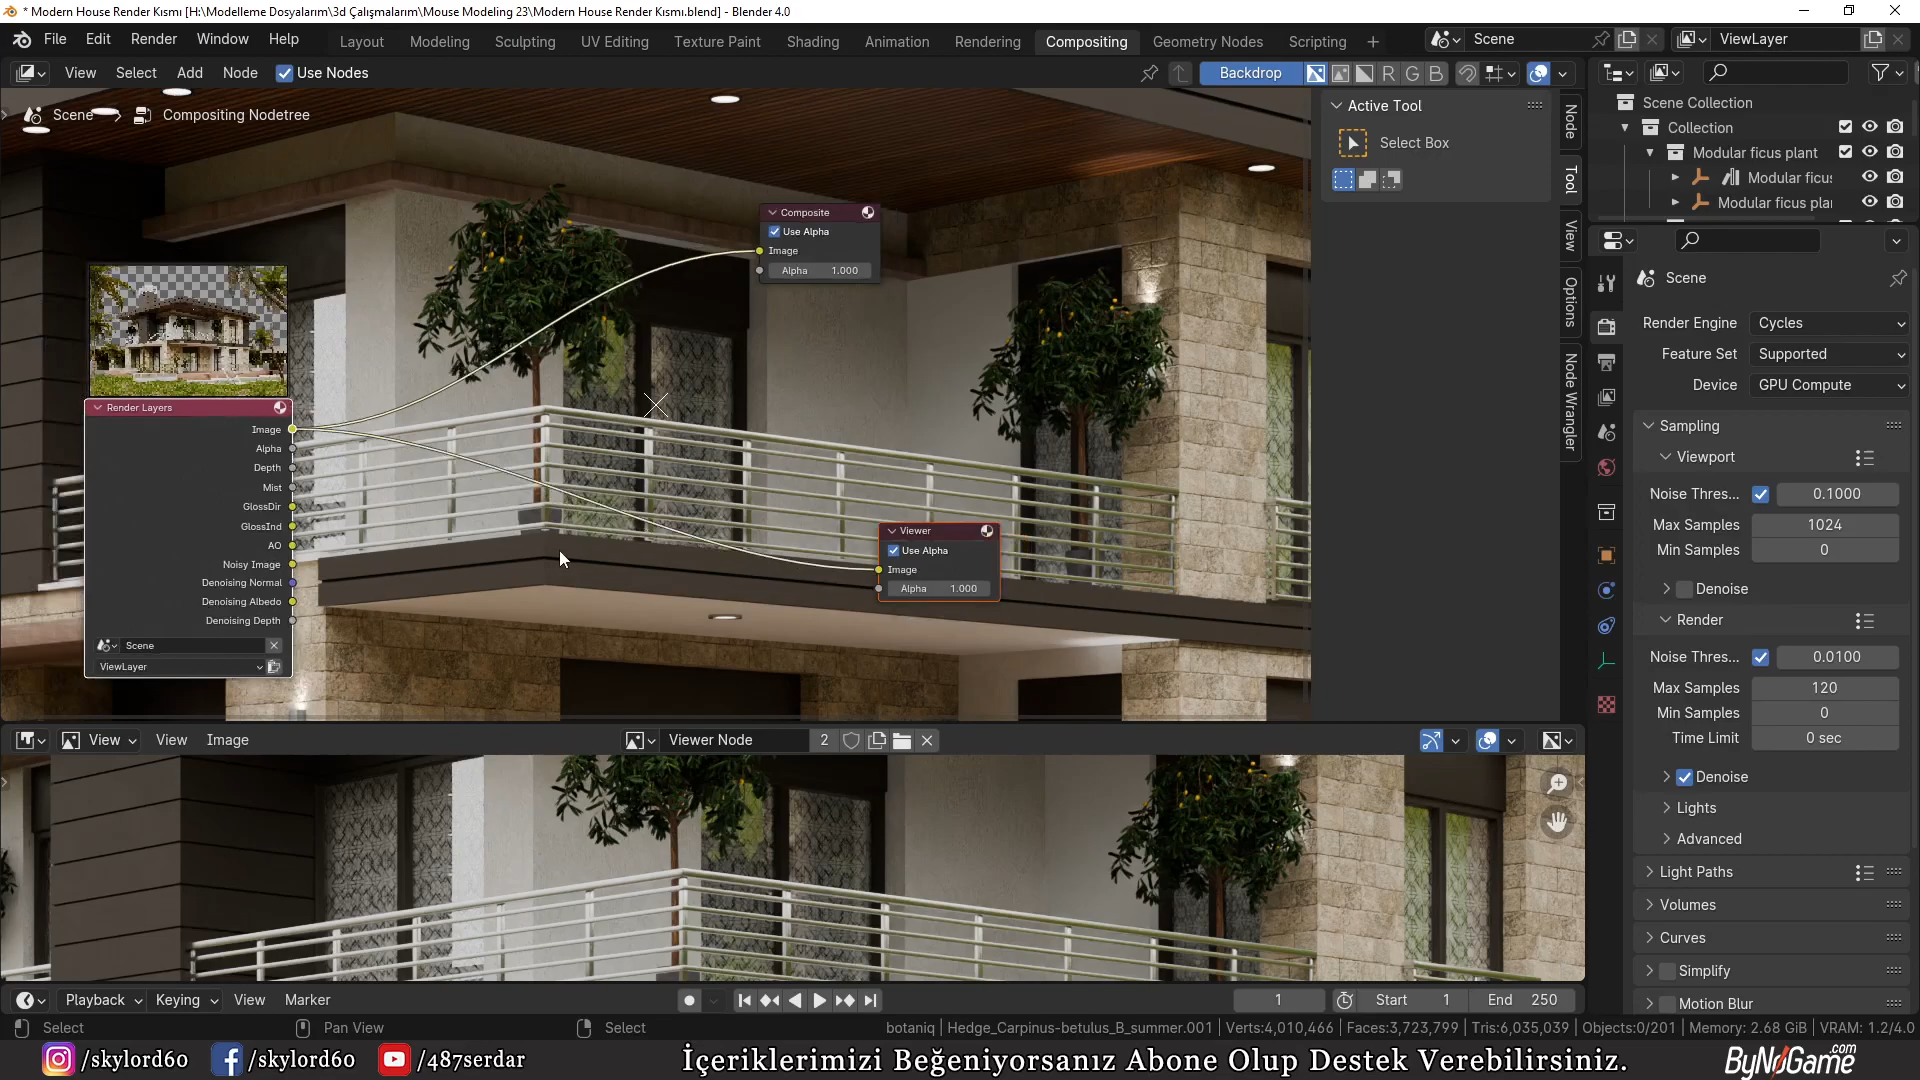 * Modern House Render Kısmı [H:\Modelleme Dosyalarım\3d Çalışmalarım\Mouse Modeling 23\Modern House Render Kısmı.blend] - Blender 4.0
File Edit Render Window Help
Layout Modeling Sculpting UV Editing Texture Paint Shading Animation Rendering Compositing Geometry Nodes Scripting +
Scene
ViewLayer
View Select Add Node Use Nodes
Backdrop R G B
Scene > Compositing Nodetree
Composite
Use Alpha
Image
Alpha 1.000
Render Layers
Image
Alpha
Depth
Mist
GlossDir
GlossInd
AO
Noisy Image
Denoising Normal
Denoising Albedo
Denoising Depth
Scene
ViewLayer
Viewer
Use Alpha
Image
Alpha 1.000
Active Tool
Select Box
Node
Tool
View
Options
Node Wrangler
Scene Collection
Collection
Modular ficus plant
Modular ficu
Modular ficus pla
Scene
Render Engine Cycles
Feature Set Supported
Device GPU Compute
Sampling
Viewport
Noise Thres... 0.1000
Max Samples 1024
Min Samples 0
Denoise
Render
Noise Thres... 0.0100
Max Samples 120
Min Samples 0
Time Limit 0 sec
Denoise
Lights
Advanced
Light Paths
Volumes
Curves
Simplify
Motion Blur
View View Image
Viewer Node 2
Playback Keying View Marker
1 Start 1 End 250
Select Pan View Select
botaniq | Hedge_Carpinus-betulus_B_summer.001 | Verts:4,010,466 | Faces:3,723,799 | Tris:6,035,039 | Objects:0/201 | Memory: 2.68 GiB | VRAM: 1.2/4.0
/skylord60 /skylord60 /487serdar
İçeriklerimizi Beğeniyorsanız Abone Olup Destek Verebilirsiniz.
ByNoGame.com